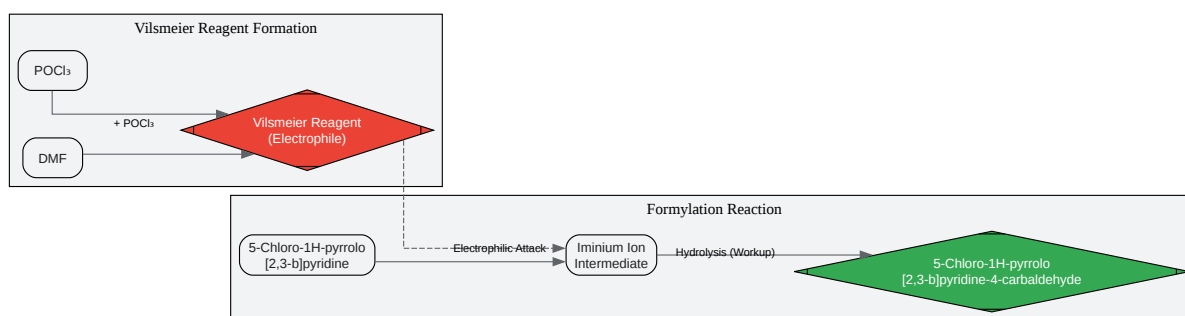 Vilsmeier Reagent Formation
POCl₃
+ POCl₃
Vilsmeier Reagent
(Electrophile)
DMF
Formylation Reaction
5-Chloro-1H-pyrrolo
[2,3-b]pyridine
Electrophilic Attack
Iminium Ion
Intermediate
Hydrolysis (Workup)
5-Chloro-1H-pyrrolo
[2,3-b]pyridine-4-carbaldehyde